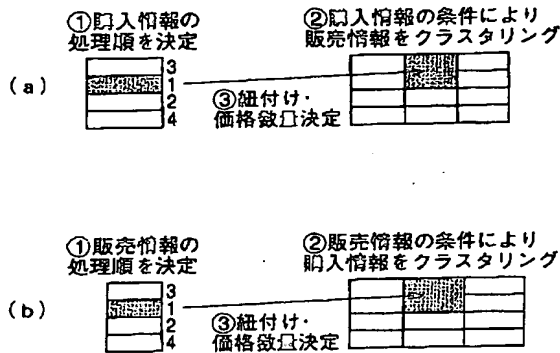 ①購入情報の
処理順を決定
②購入情報の条件により
販売情報をクラスタリング
(a)
3
1
2
4
③紐付け・
価格数量決定
①販売情報の
処理順を決定
②販売情報の条件により
購入情報をクラスタリング
(b)
3
1
2
4
③紐付け・
価格数量決定